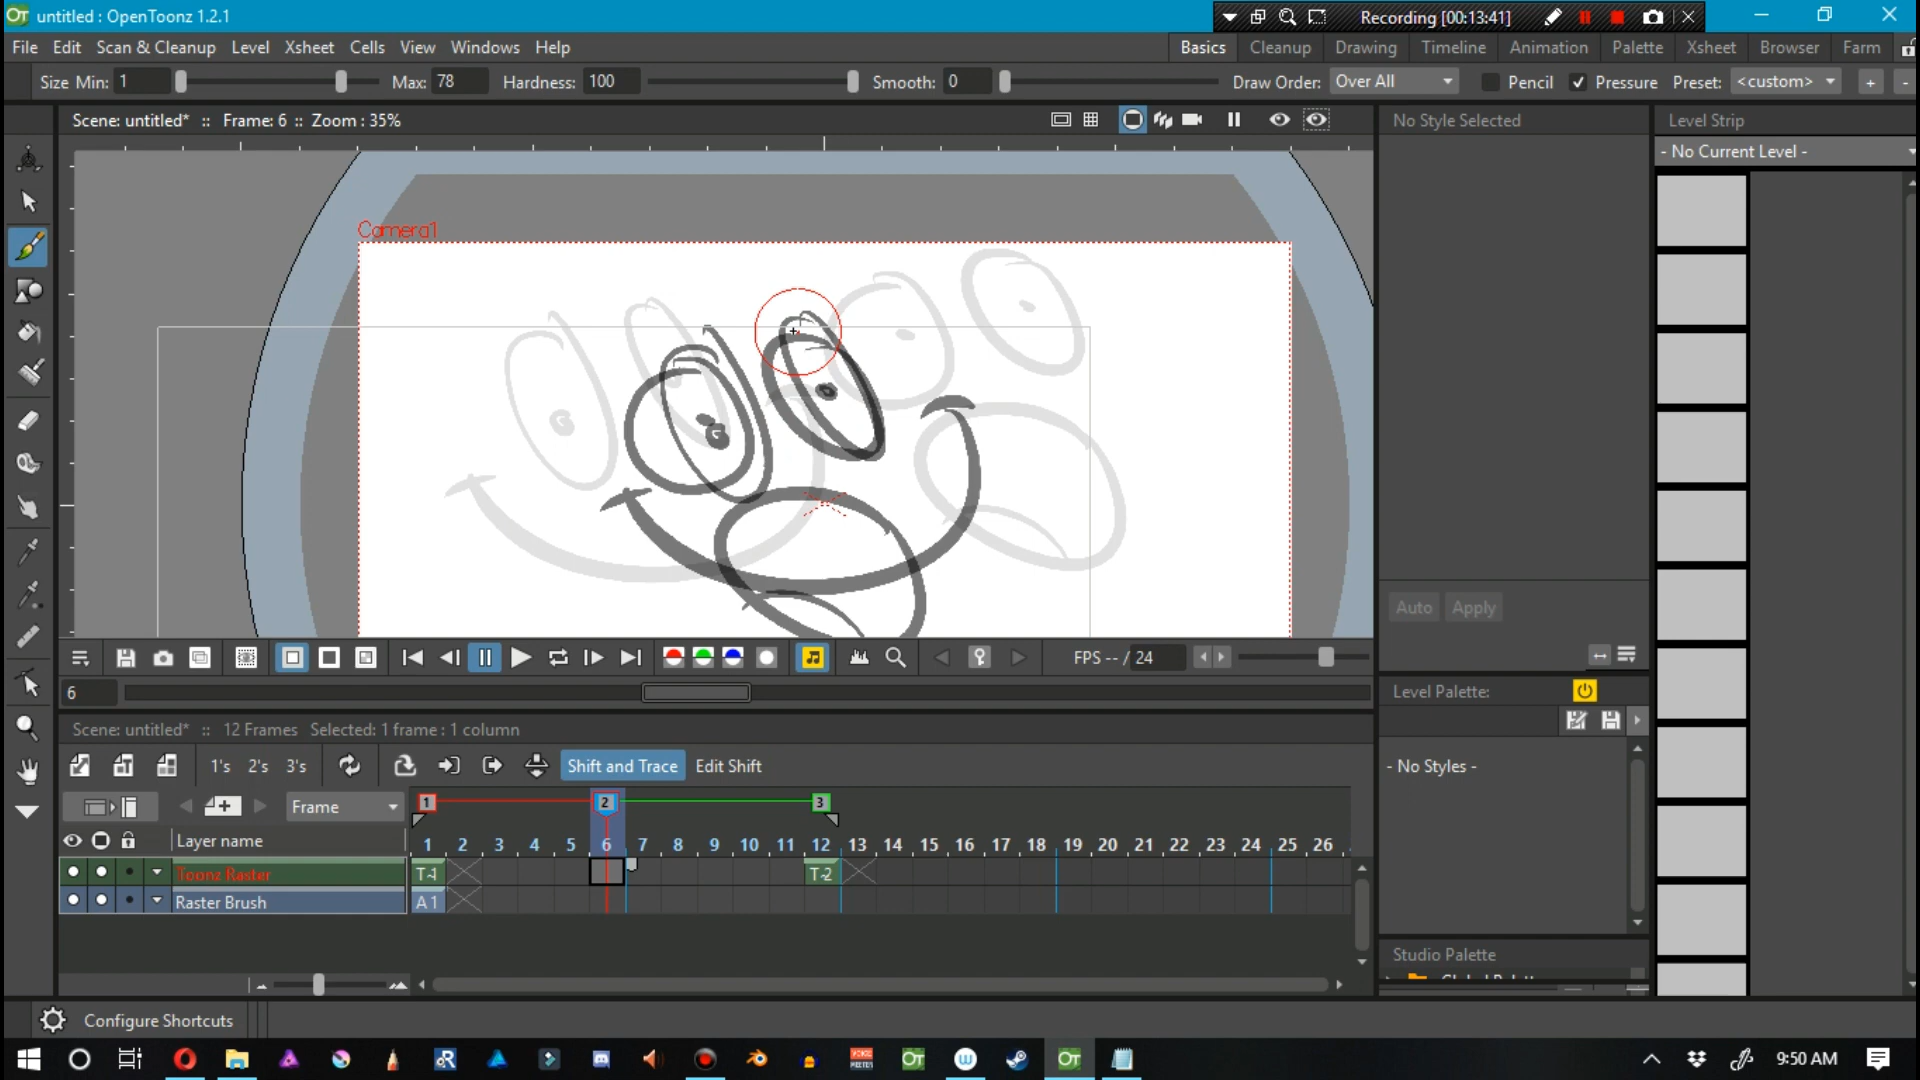 untitled : OpenToonz 1.2.1
Recording [00:13:41]
File Edit Scan & Cleanup Level Xsheet Cells View Windows Help
Basics Cleanup Drawing Timeline Animation Palette Xsheet Browser Farm
Size Min: 1 Max: 78 Hardness: 100 Smooth: 0 Draw Order: Over All Pencil Pressure Preset: <custom> + -
Scene: untitled* :: Frame: 6 :: Zoom : 35%
No Style Selected
Level Strip
- No Current Level -
Camera1
Auto Apply
FPS -- / 24
6
Level Palette:
Scene: untitled* :: 12 Frames Selected: 1 frame : 1 column
1's 2's 3's Shift and Trace Edit Shift
- No Styles -
Frame
1 2 3
Layer name
1 2 3 4 5 6 7 8 9 10 11 12 13 14 15 16 17 18 19 20 21 22 23 24 25 26
Toonz Raster T-1 T-2
Raster Brush A 1
Studio Palette
Configure Shortcuts
9:50 AM